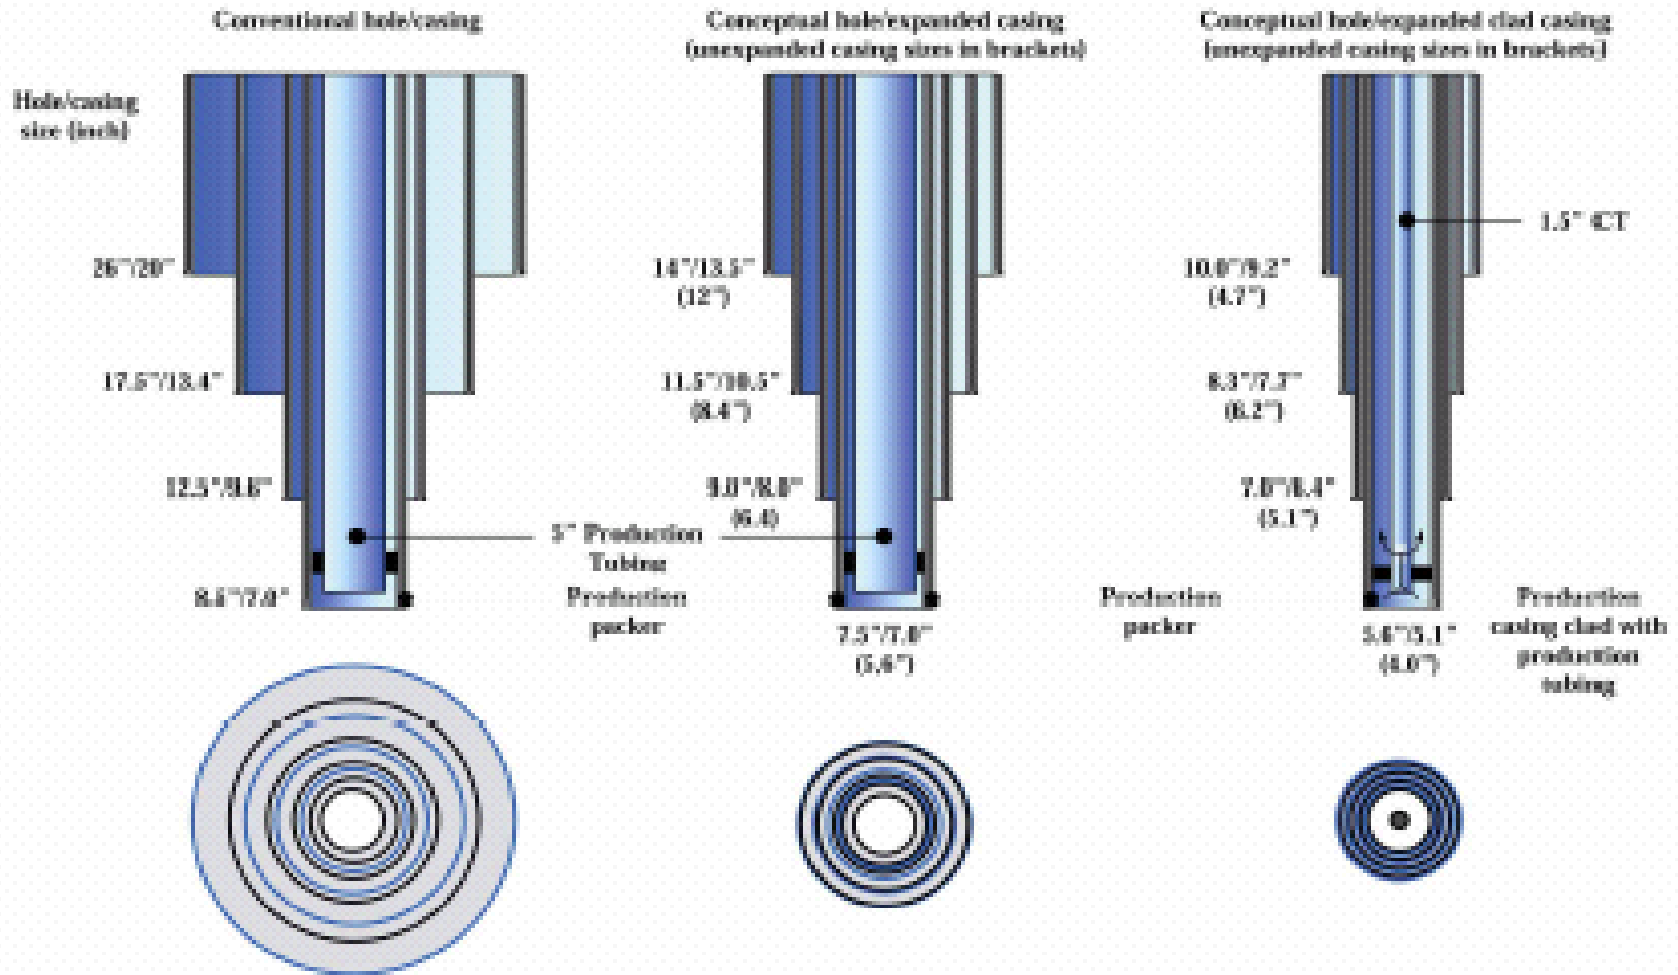 Conventional hole/casing
Conceptual hole/expanded casing
(unexpanded casing sizes in brackets)
Conceptual hole/expanded clad casing
(unexpanded casing sizes in brackets)
Hole/casing
size (inch)
26"/20"
17.5"/13.4"
12.5"/9.6"
8.5"/7.0"
14"/13.5"
(12")
11.5"/10.5"
(8.4")
9.0"/8.0"
(6.4)
7.5"/7.0"
(5.6")
5" Production
Tubing
Production
packer
1.5" CT
10.0"/9.2"
(4.7")
8.3"/7.7"
(6.2")
7.0"/6.4"
(5.1")
5.6"/5.1"
(4.0")
Production
packer
Production
casing clad with
production
tubing